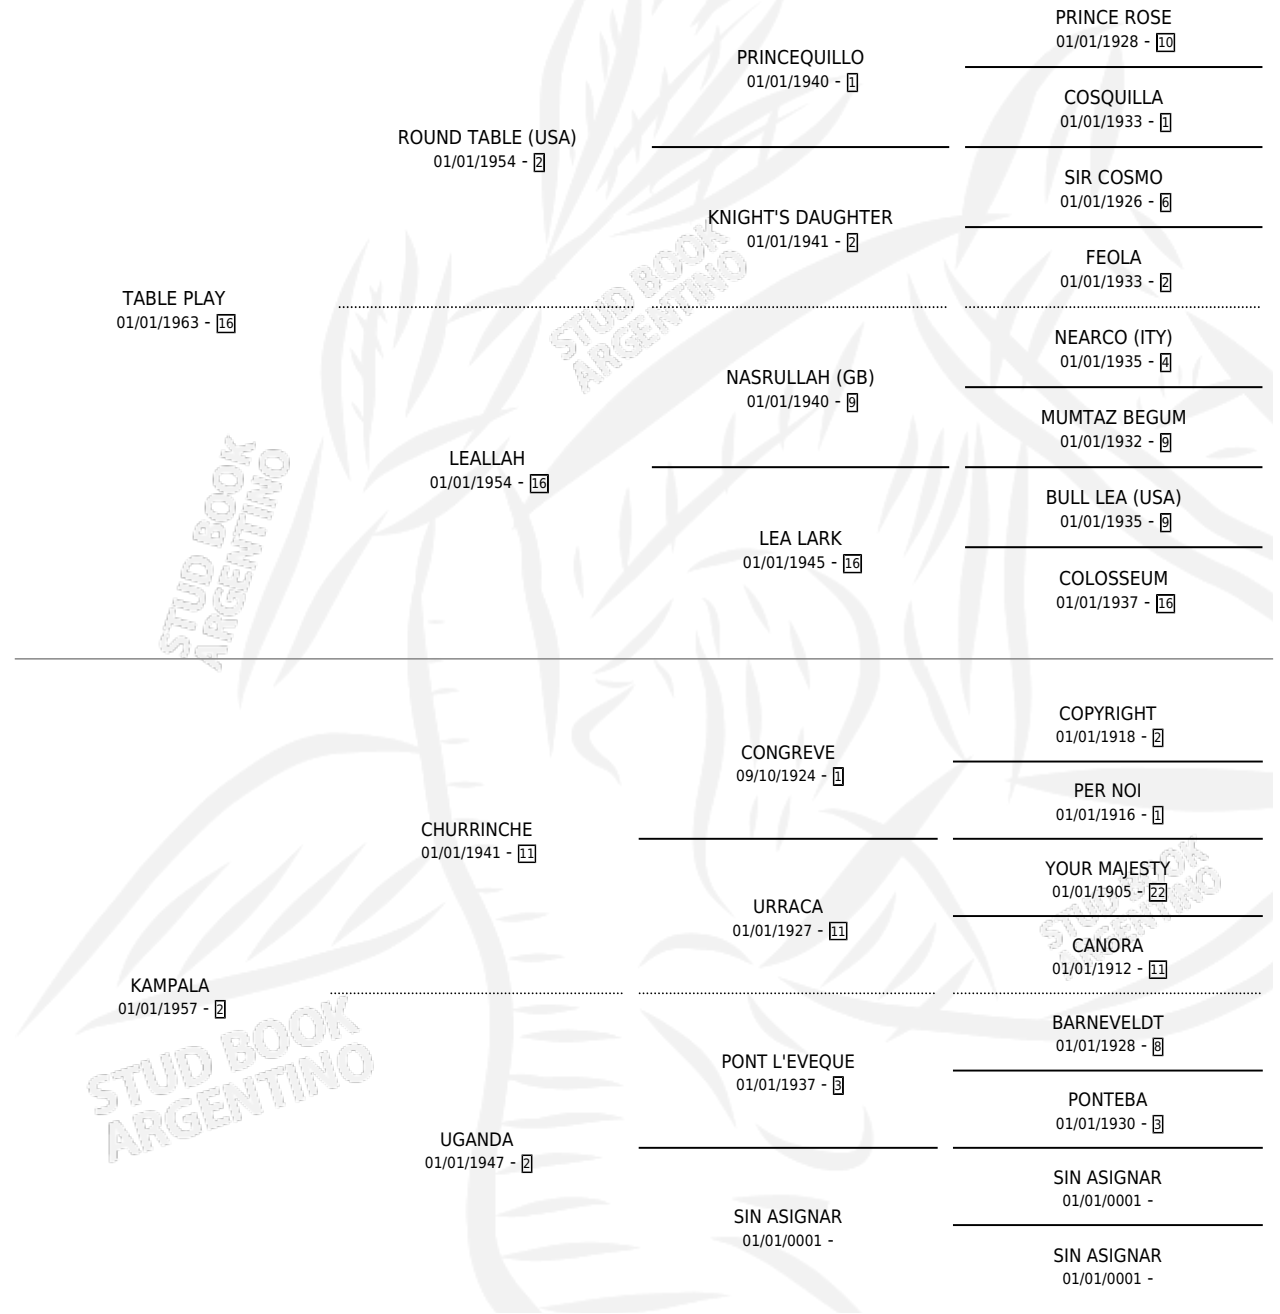 PRINCE ROSE
01/01/1928 - 10
PRINCEQUILLO
01/01/1940 - 1
COSQUILLA
01/01/1933 - 1
ROUND TABLE (USA)
01/01/1954 - 2
SIR COSMO
01/01/1926 - 6
KNIGHT'S DAUGHTER
01/01/1941 - 2
FEOLA
01/01/1933 - 2
TABLE PLAY
01/01/1963 - 16
NEARCO (ITY)
01/01/1935 - 4
NASRULLAH (GB)
01/01/1940 - 9
MUMTAZ BEGUM
01/01/1932 - 9
LEALLAH
01/01/1954 - 16
BULL LEA (USA)
01/01/1935 - 9
LEA LARK
01/01/1945 - 16
COLOSSEUM
01/01/1937 - 16
COPYRIGHT
01/01/1918 - 2
CONGREVE
09/10/1924 - 1
PER NOI
01/01/1916 - 1
CHURRINCHE
01/01/1941 - 11
YOUR MAJESTY
01/01/1905 - 22
URRACA
01/01/1927 - 11
CANORA
01/01/1912 - 11
KAMPALA
01/01/1957 - 2
BARNEVELDT
01/01/1928 - 8
PONT L'EVEQUE
01/01/1937 - 3
PONTEBA
01/01/1930 - 3
UGANDA
01/01/1947 - 2
SIN ASIGNAR
01/01/0001 -
SIN ASIGNAR
01/01/0001 -
SIN ASIGNAR
01/01/0001 -
STUD BOOK
ARGENTINO
STUD BOOK
ARGENTINO
STUD BOOK
ARGENTINO
STUD BOOK
ARGENTINO